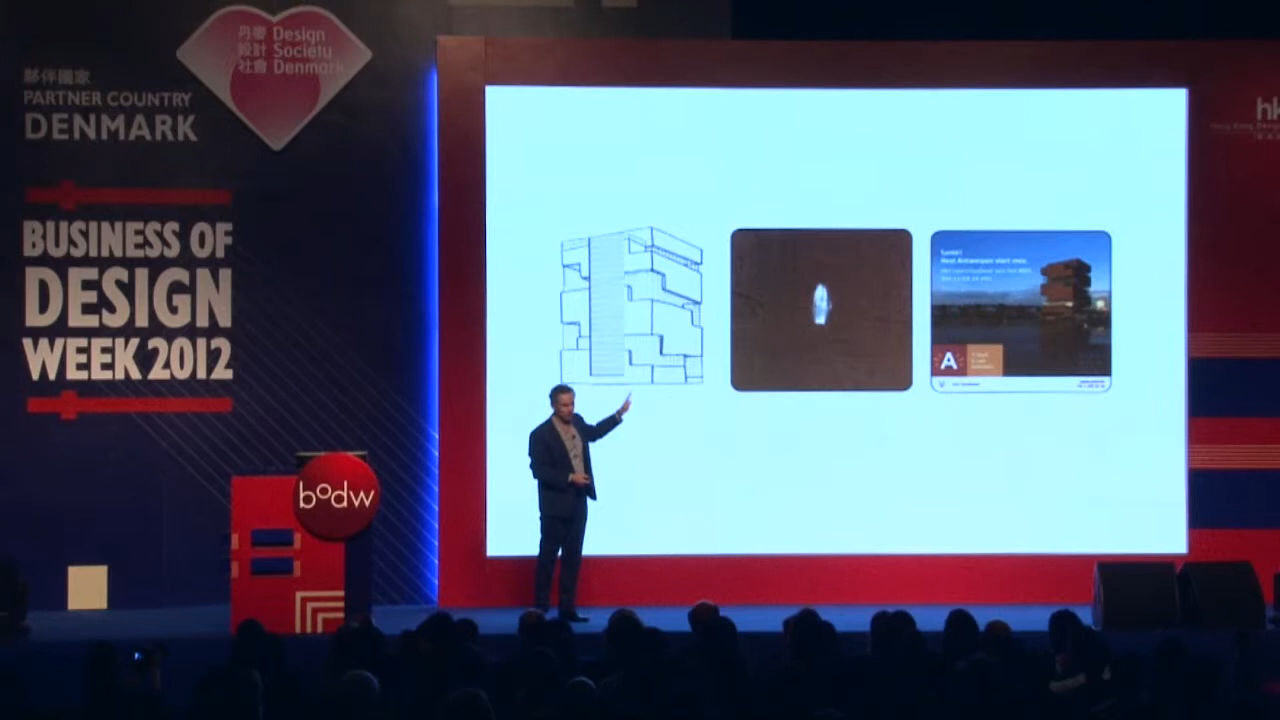 丹麥 Design
設計 Society
社會 Denmark
夥伴國家
PARTNER COUNTRY
DENMARK
BUSINESS OF
DESIGN
WEEK 2012
bodw
hk
A